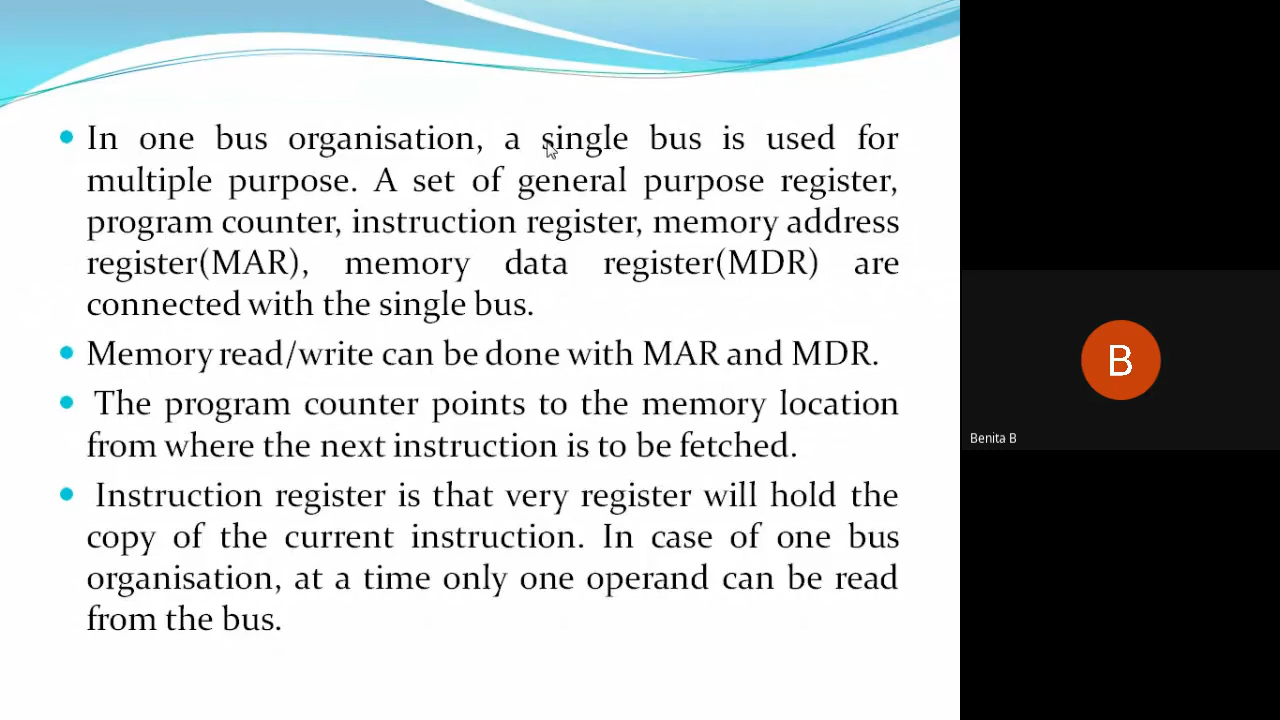 In one bus organisation, a single bus is used for
multiple purpose. A set of general purpose register,
program counter, instruction register, memory address
register(MAR), memory data register(MDR) are
connected with the single bus.
Memory read/write can be done with MAR and MDR.
The program counter points to the memory location
from where the next instruction is to be fetched.
Instruction register is that very register will hold the
copy of the current instruction. In case of one bus
organisation, at a time only one operand can be read
from the bus.
B
Benita B